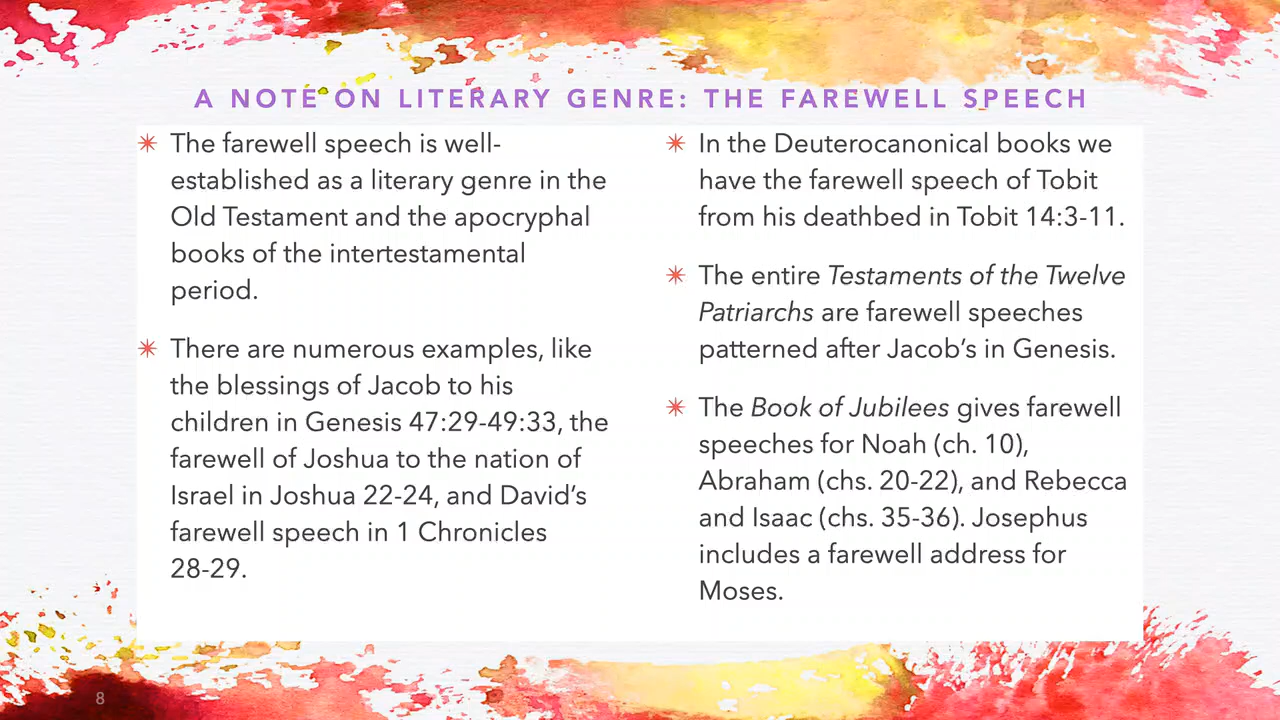 A NOTE ON LITERARY GENRE: THE FAREWELL SPEECH
✴ The farewell speech is well-
established as a literary genre in the
Old Testament and the apocryphal
books of the intertestamental
period.
✴ There are numerous examples, like
the blessings of Jacob to his
children in Genesis 47:29-49:33, the
farewell of Joshua to the nation of
Israel in Joshua 22-24, and David’s
farewell speech in 1 Chronicles
28-29.
✴ In the Deuterocanonical books we
have the farewell speech of Tobit
from his deathbed in Tobit 14:3-11.
✴ The entire Testaments of the Twelve
Patriarchs are farewell speeches
patterned after Jacob’s in Genesis.
✴ The Book of Jubilees gives farewell
speeches for Noah (ch. 10),
Abraham (chs. 20-22), and Rebecca
and Isaac (chs. 35-36). Josephus
includes a farewell address for
Moses.
8